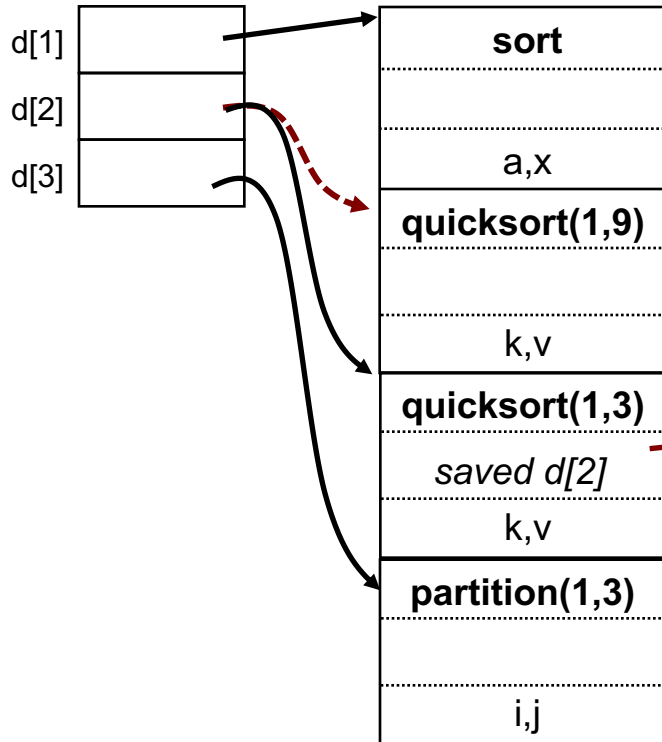 d[1]
d[2]
d[3]
sort
a,x
quicksort(1,9)
k,v
quicksort(1,3)
saved d[2]
k,v
partition(1,3)
i,j